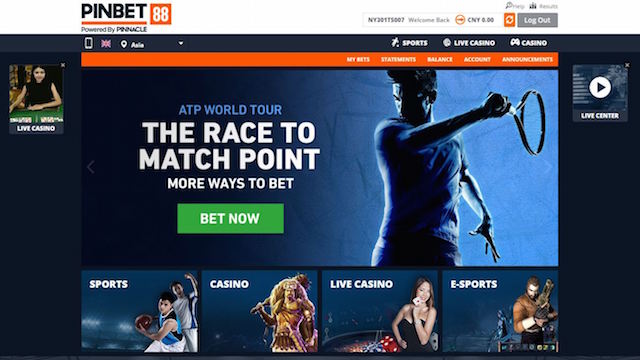 PINBET 88
Powered By PINNACLE
Help Results
NY301TS007 Welcome Back CNY 0.00 Log Out
Asia SPORTS LIVE CASINO CASINO
MY BETS STATEMENTS BALANCE ACCOUNT ANNOUNCEMENTS
LIVE CASINO
LIVE CENTER
ATP WORLD TOUR
THE RACE TO
MATCH POINT
MORE WAYS TO BET
BET NOW
SPORTS CASINO LIVE CASINO E-SPORTS